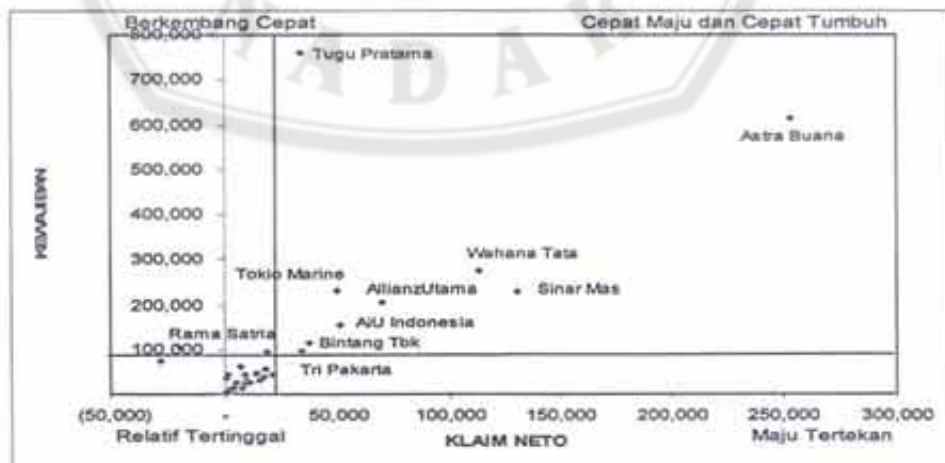 Berkembang Cepat Cepat Maju dan Cepat Tumbuh
800,000
Tugu Pratama
700,000
600,000
Astra Buana
500,000
400,000
300,000
Wahana Tata
Tokio Marine AllianzUtama Sinar Mas
200,000
AIU Indonesia
Rama Satria Bintang Tbk
100,000
Tri Pakarta
(50,000) - 50,000 100,000 150,000 200,000 250,000 300,000
Relatif Tertinggal KLAIM NETO Maju Tertekan